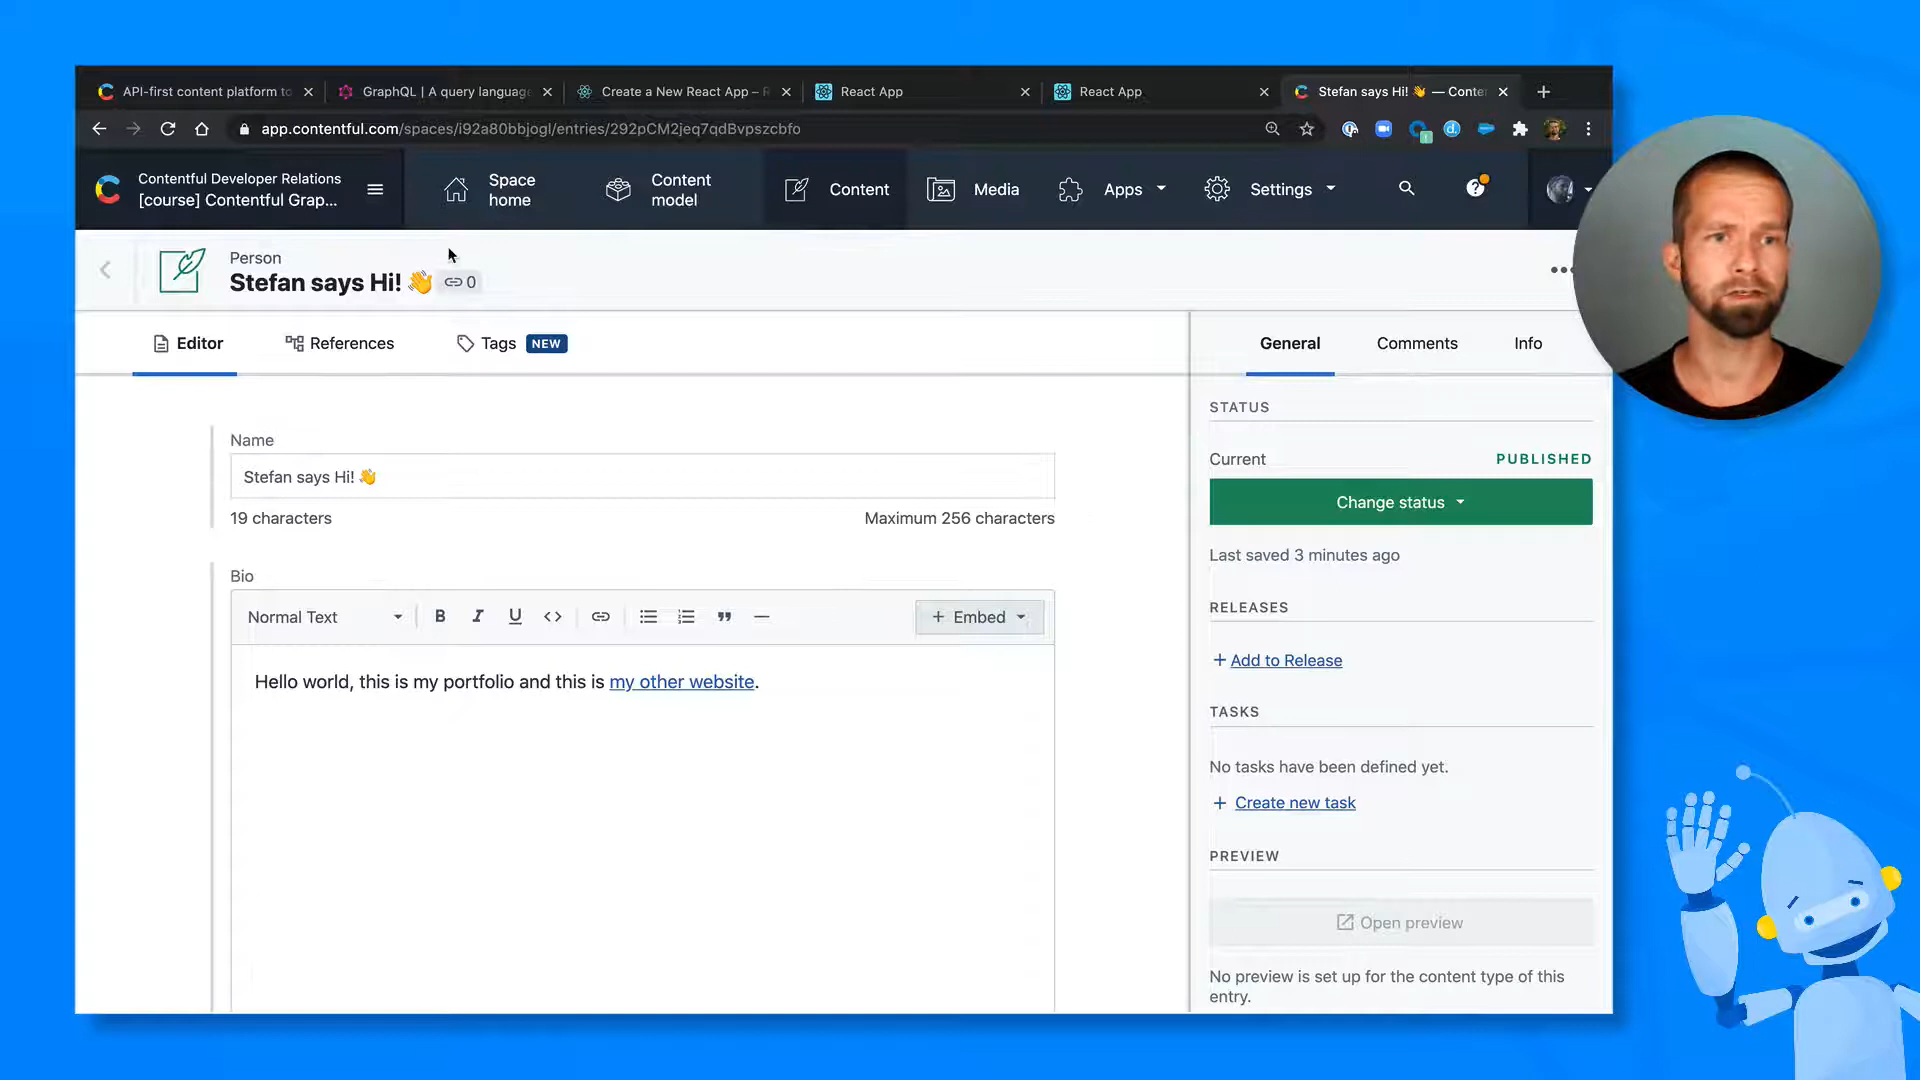 API-first content platform to
GraphQL | A query language
Create a New React App – R
React App
React App
Stefan says Hi! 👋 — Conte
app.contentful.com/spaces/i92a80bbjogl/entries/292pCM2jeq7qdBvpszcbfo
Contentful Developer Relations
[course] Contentful Grap...
Space home
Content model
Content
Media
Apps
Settings
Person
Stefan says Hi! 👋 0
Editor
References
Tags NEW
General
Comments
Info
Name
Stefan says Hi! 👋
19 characters
Maximum 256 characters
Bio
Normal Text
B I U <>
+ Embed
Hello world, this is my portfolio and this is my other website.
STATUS
Current
PUBLISHED
Change status
Last saved 3 minutes ago
RELEASES
+ Add to Release
TASKS
No tasks have been defined yet.
+ Create new task
PREVIEW
Open preview
No preview is set up for the content type of this
entry.